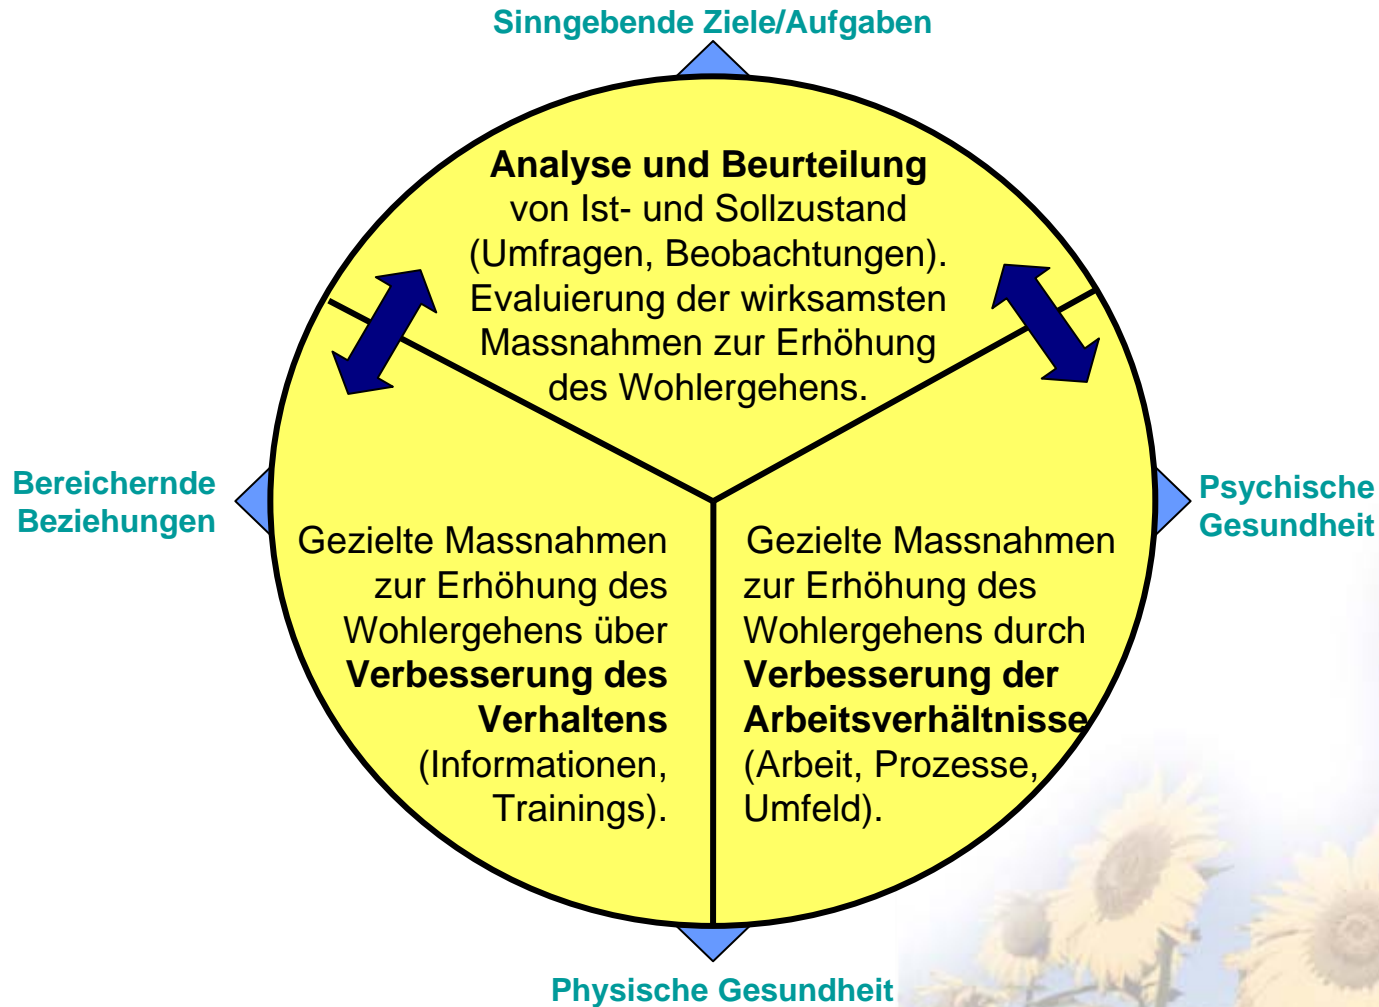 Sinngebende Ziele/Aufgaben
Analyse und Beurteilung
von Ist- und Sollzustand
(Umfragen, Beobachtungen).
Evaluierung der wirksamsten
Massnahmen zur Erhöhung
des Wohlergehens.
Bereichernde
Beziehungen
Psychische
Gesundheit
Gezielte Massnahmen
zur Erhöhung des
Wohlergehens über
Verbesserung des
Verhaltens
(Informationen,
Trainings).
Gezielte Massnahmen
zur Erhöhung des
Wohlergehens durch
Verbesserung der
Arbeitsverhältnisse
(Arbeit, Prozesse,
Umfeld).
Physische Gesundheit